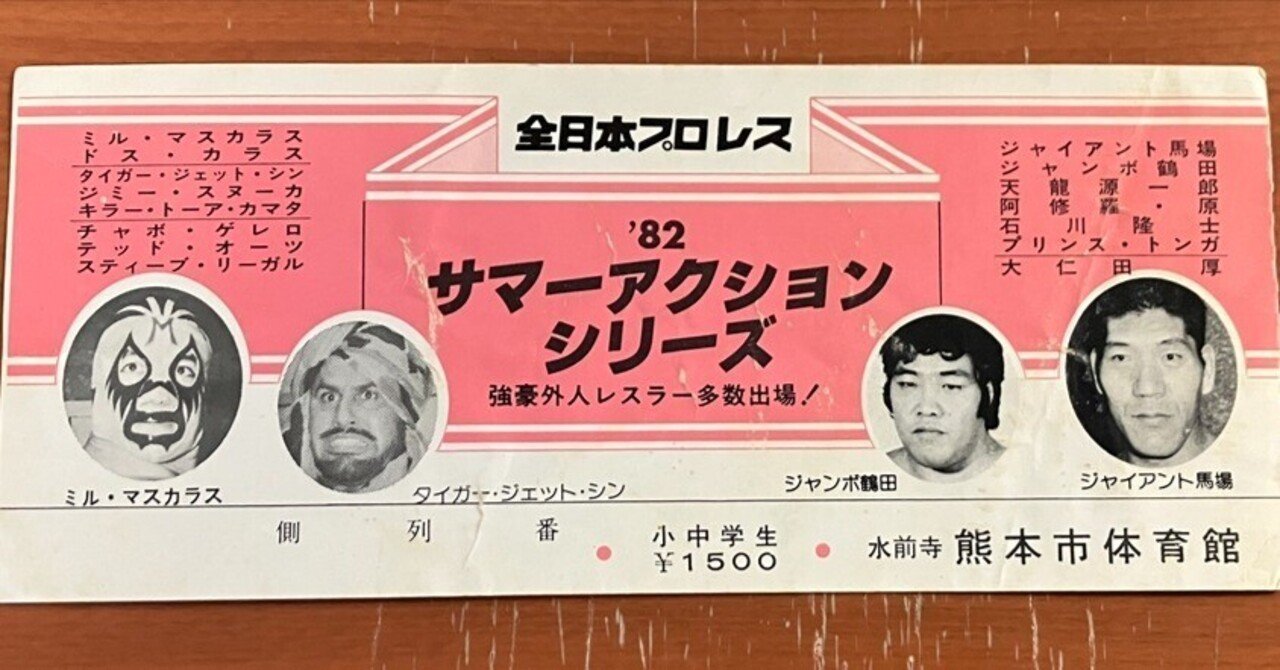 全日本プロレス
ミル・マスカラス
ドス・カラス
タイガー・ジェット・シン
ジミー・スヌーカ
キラー・トーア・カマタ
チャボ・ゲレロ
テッド・オーツ
スティーブ・リーガル
'82
サマーアクション
シリーズ
強豪外人レスラー多数出場!
ジャイアント馬場
ジャンボ鶴田
天龍源一郎
阿修羅・原
石川隆士
プリンス・トンガ
大仁田厚
ミル・マスカラス
タイガー・ジェット・シン
ジャンボ鶴田
ジャイアント馬場
側 列 番
小中学生
¥1500
水前寺 熊本市体育館